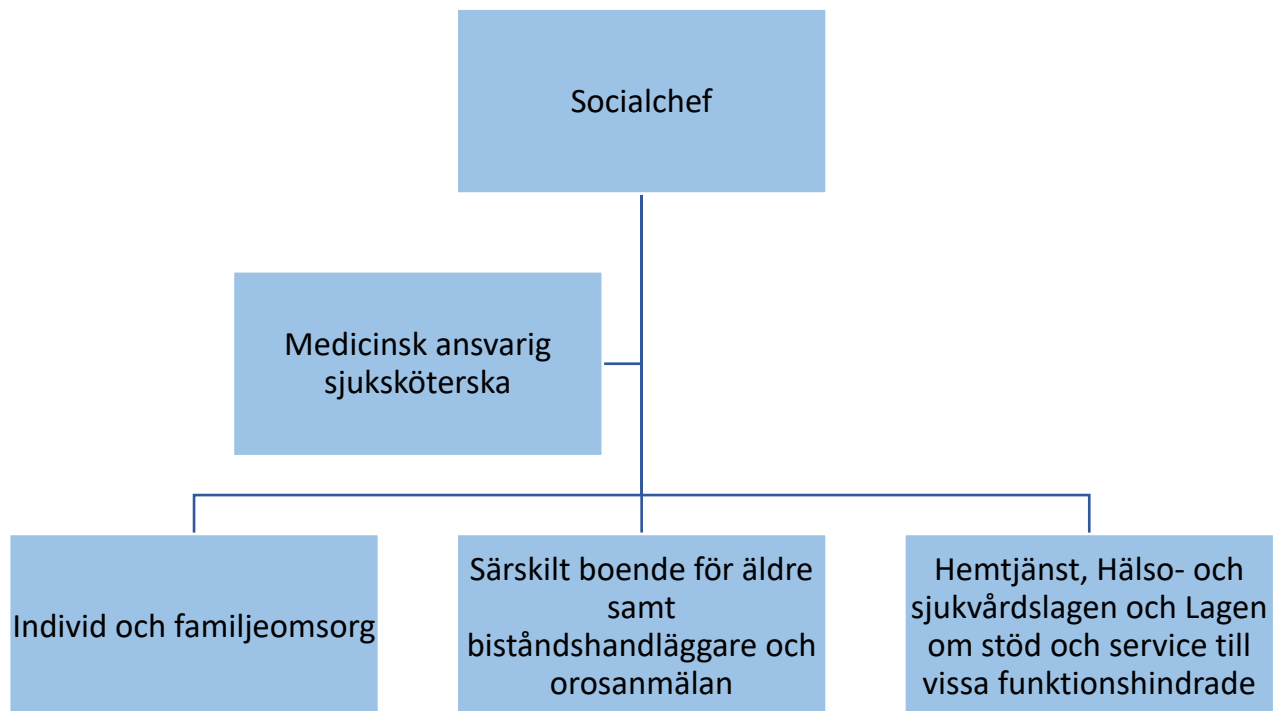 Socialchef
Medicinsk ansvarig
sjuksköterska
Individ och familjeomsorg
Särskilt boende för äldre
samt
biståndshandläggare och
orosanmälan
Hemtjänst, Hälso- och
sjukvårdslagen och Lagen
om stöd och service till
vissa funktionshindrade